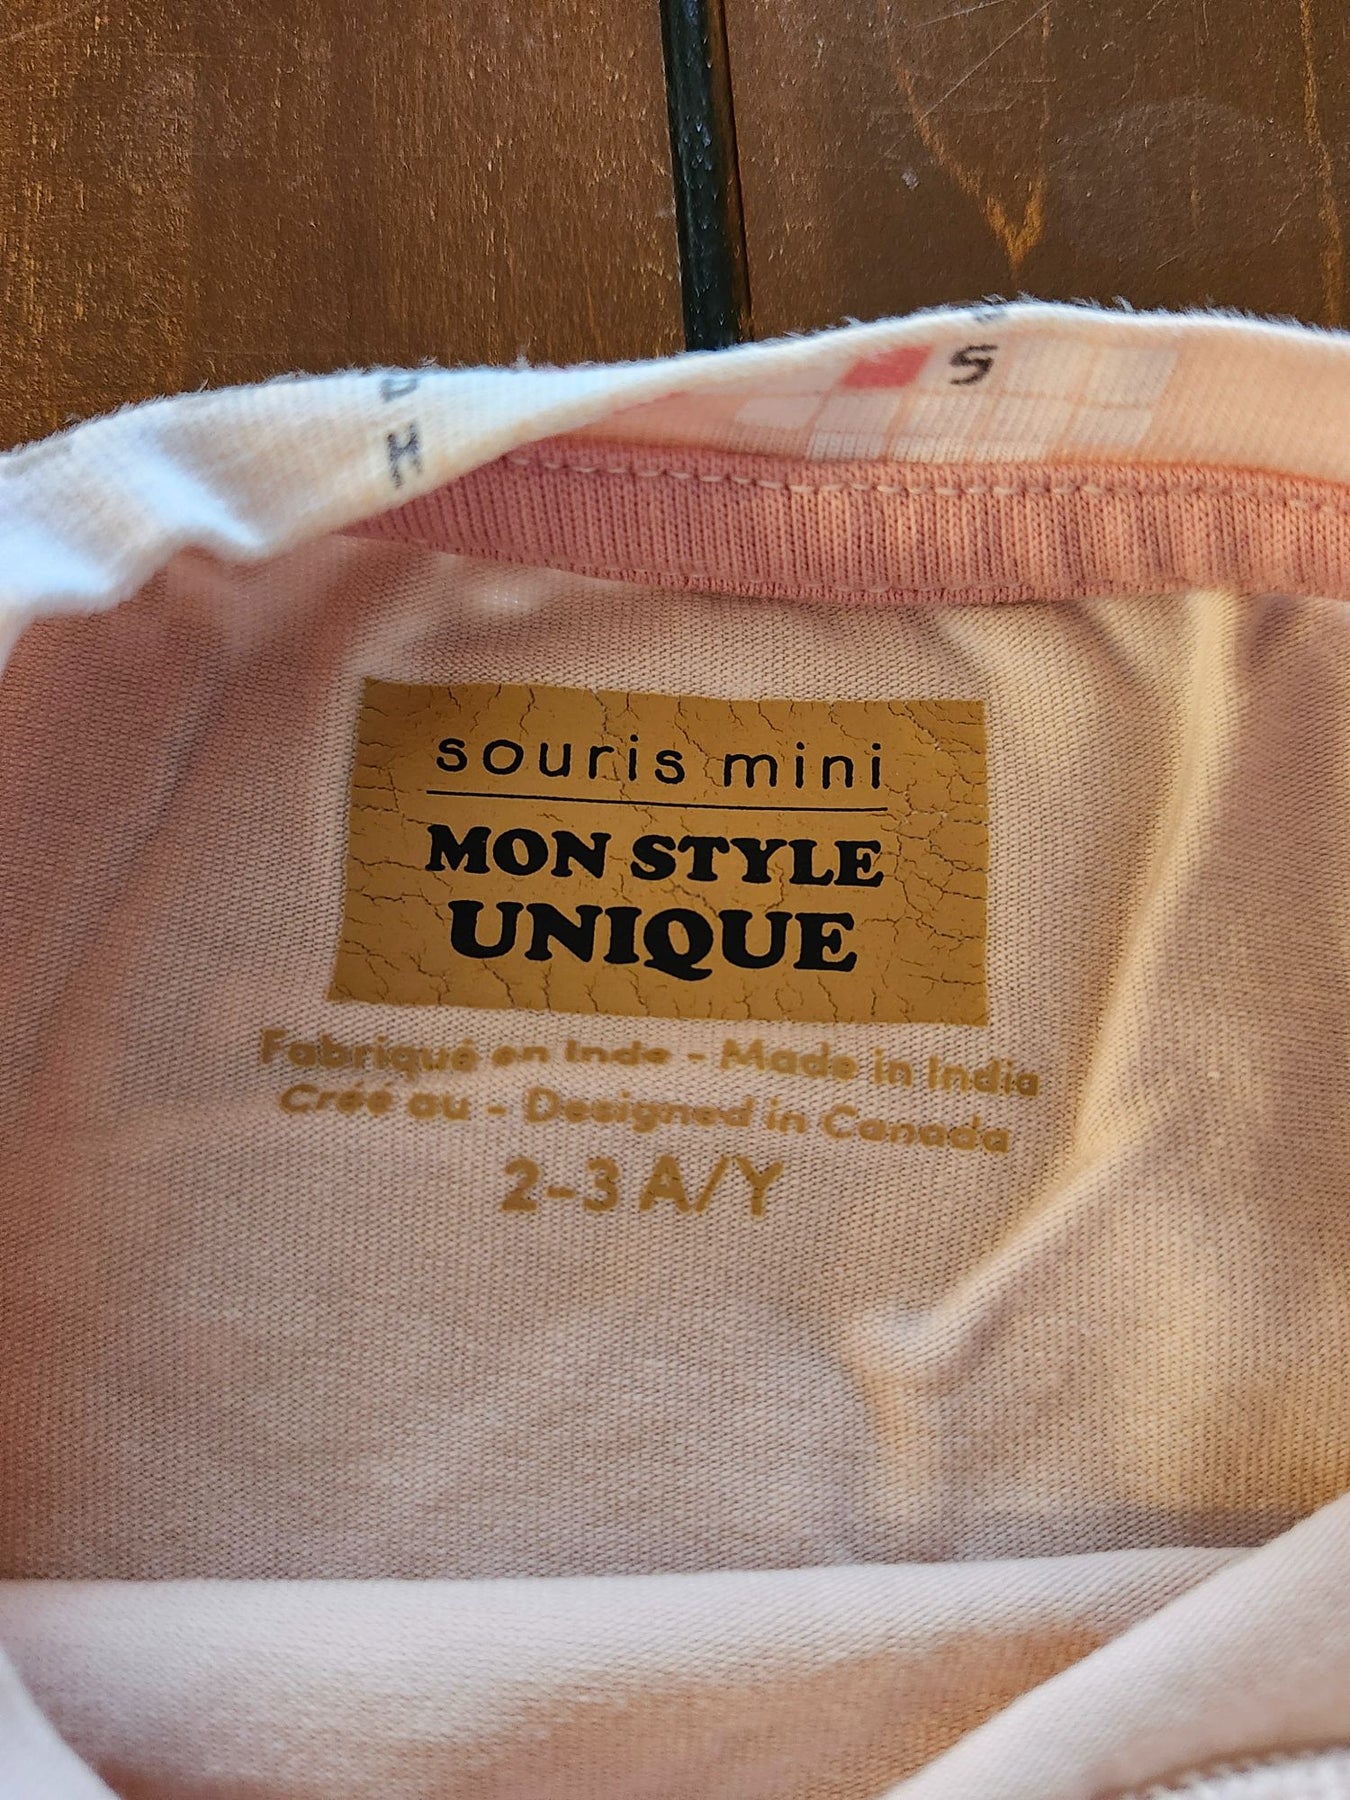 S
H
souris mini
MON STYLE
UNIQUE
Fabriqué en Inde - Made in India
Créé au - Designed in Canada
2-3 A/Y